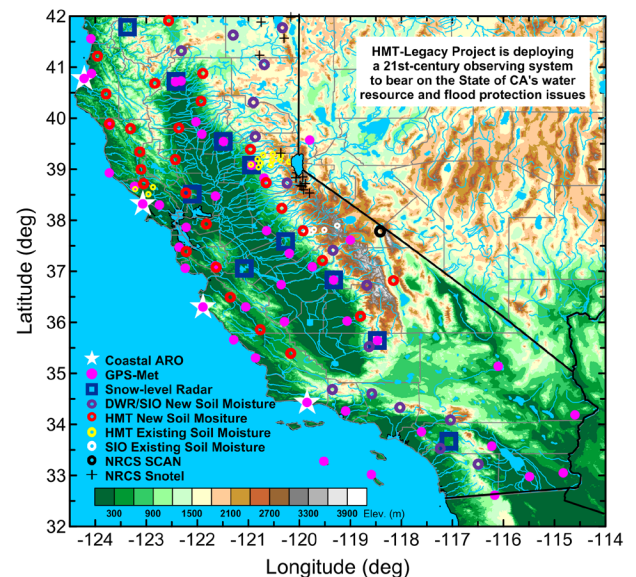 HMT-Legacy Project is deploying
a 21st-century observing system
to bear on the State of CA's water
resource and flood protection issues
42
41
40
39
38
37
36
35
34
33
32
Latitude (deg)
Coastal ARO
GPS-Met
Snow-level Radar
DWR/SIO New Soil Moisture
HMT New Soil Mositure
HMT Existing Soil Moisture
SIO Existing Soil Moisture
NRCS SCAN
NRCS Snotel
300 900 1500 2100 2700 3300 3900 Elev. (m)
-124 -123 -122 -121 -120 -119 -118 -117 -116 -115 -114
Longitude (deg)